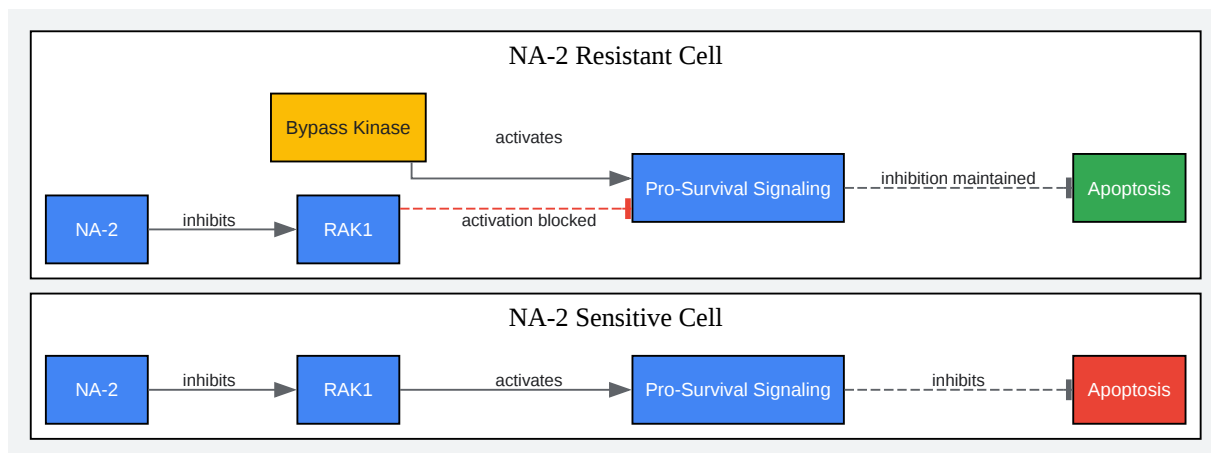 NA-2 Resistant Cell
Bypass Kinase
activates
Pro-Survival Signaling
inhibition maintained
Apoptosis
NA-2
inhibits
RAK1
activation blocked
NA-2 Sensitive Cell
NA-2
inhibits
RAK1
activates
Pro-Survival Signaling
inhibits
Apoptosis